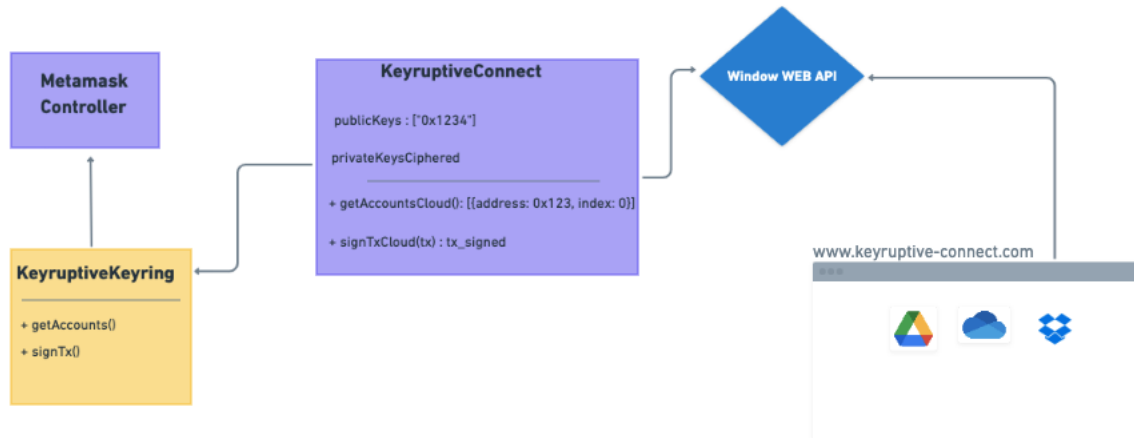 Metamask
Controller
KeyruptiveConnect
publicKeys : ["0x1234"]
privateKeysCiphered
+ getAccountsCloud(): [{address: 0x123, index: 0}]
+ signTxCloud(tx) : tx_signed
Window WEB API
KeyruptiveKeyring
+ getAccounts()
+ signTx()
www.keyruptive-connect.com